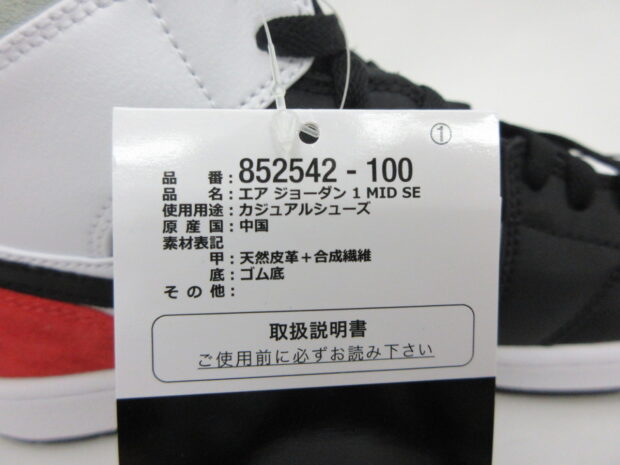 ①
品番：852542 - 100
品名：エア ジョーダン 1 MID SE
使用用途：カジュアルシューズ
原産国：中国
素材表記
甲：天然皮革＋合成繊維
底：ゴム底
その他：
取扱説明書
ご使用前に必ずお読み下さい